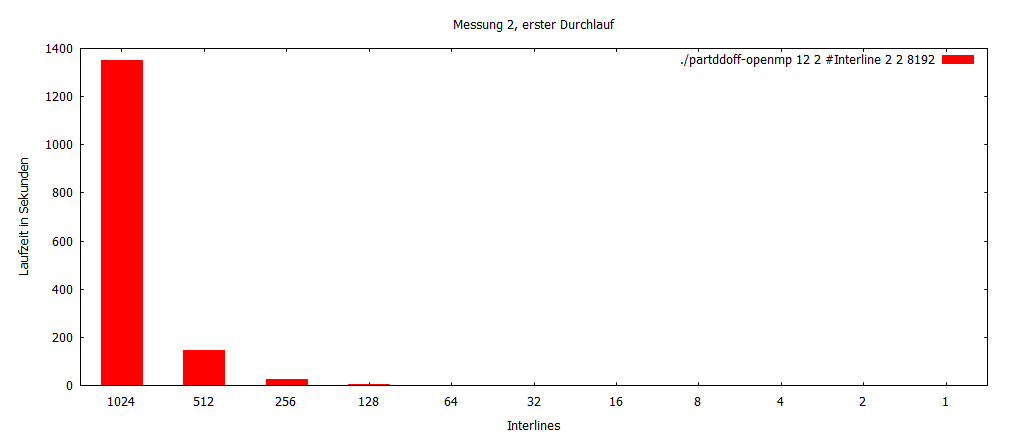 Messung 2, erster Durchlauf
./partddoff-openmp 12 2 #Interline 2 2 8192
Laufzeit in Sekunden
1400
1200
1000
800
600
400
200
0
1024 512 256 128 64 32 16 8 4 2 1
Interlines